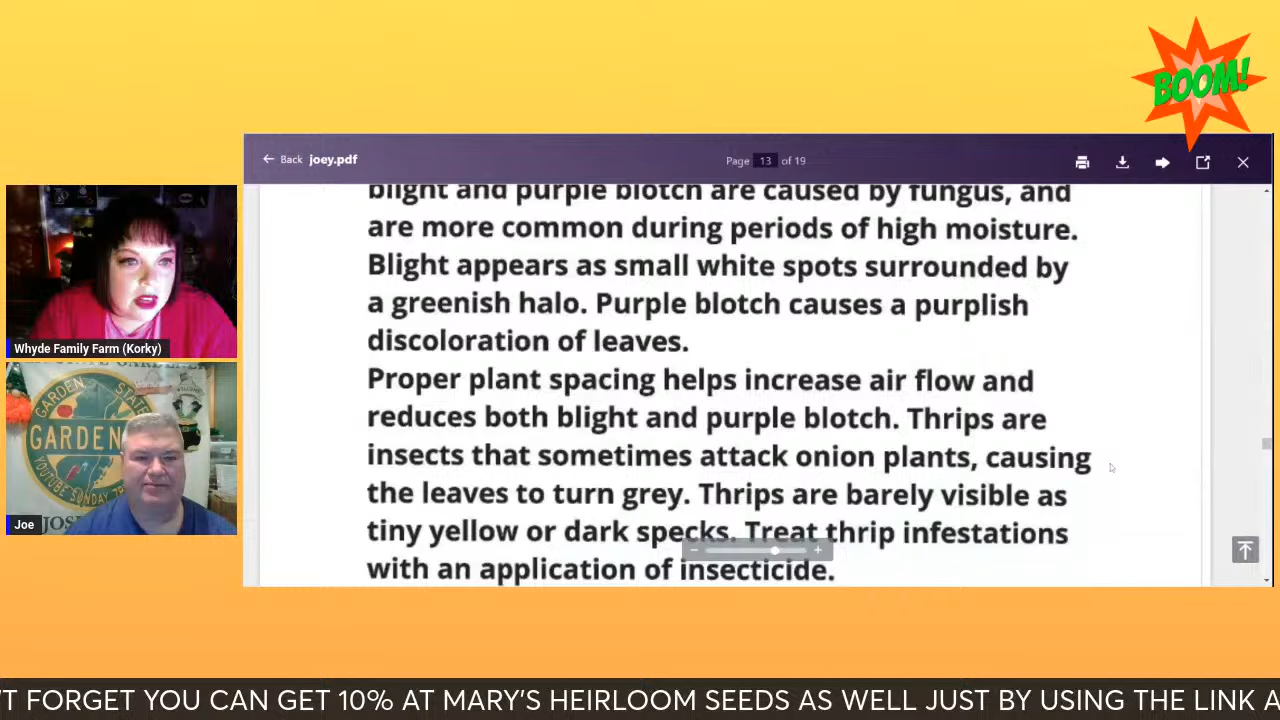 BOOM!
← Back joey.pdf
Page 13 of 19
blight and purple blotch are caused by fungus, and
are more common during periods of high moisture.
Blight appears as small white spots surrounded by
a greenish halo. Purple blotch causes a purplish
discoloration of leaves.
Proper plant spacing helps increase air flow and
reduces both blight and purple blotch. Thrips are
insects that sometimes attack onion plants, causing
the leaves to turn grey. Thrips are barely visible as
tiny yellow or dark specks. Treat thrip infestations
with an application of insecticide.
Whyde Family Farm (Korky)
GARDEN STATE
GARDEN
YOUTUBE SUNDAY
Joe
'T FORGET YOU CAN GET 10% AT MARY'S HEIRLOOM SEEDS AS WELL JUST BY USING THE LINK A